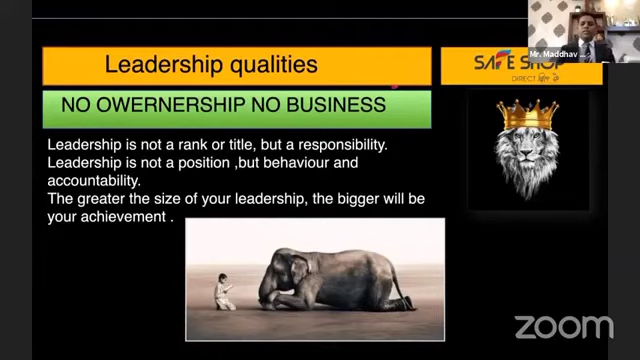 Leadership qualities
NO OWERNERSHIP NO BUSINESS
Leadership is not a rank or title, but a responsibility.
Leadership is not a position ,but behaviour and
accountability.
The greater the size of your leadership, the bigger will be
your achievement .
SAFE SHOP
Mr. Maddhav ...
zoom